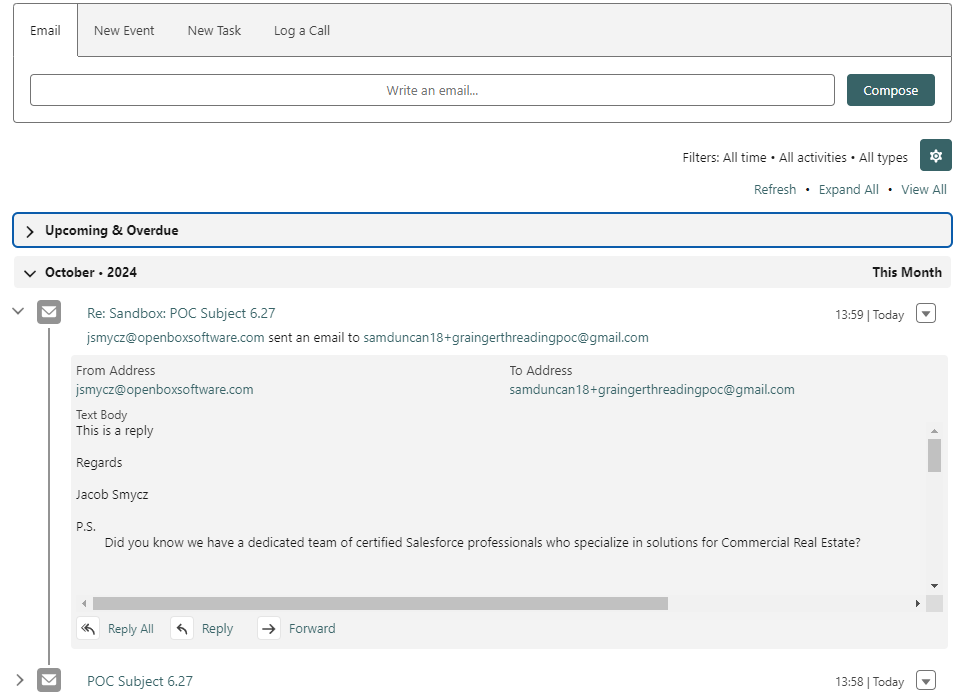 Email New Event New Task Log a Call
Write an email... Compose
Filters: All time • All activities • All types
Refresh • Expand All • View All
Upcoming & Overdue
October • 2024 This Month
Re: Sandbox: POC Subject 6.27 13:59 | Today
jsmycz@openboxsoftware.com sent an email to samduncan18+graingerthreadingpoc@gmail.com
From Address To Address
jsmycz@openboxsoftware.com samduncan18+graingerthreadingpoc@gmail.com
Text Body
This is a reply
Regards
Jacob Smycz
P.S.
Did you know we have a dedicated team of certified Salesforce professionals who specialize in solutions for Commercial Real Estate?
Reply All Reply Forward
POC Subject 6.27 13:58 | Today